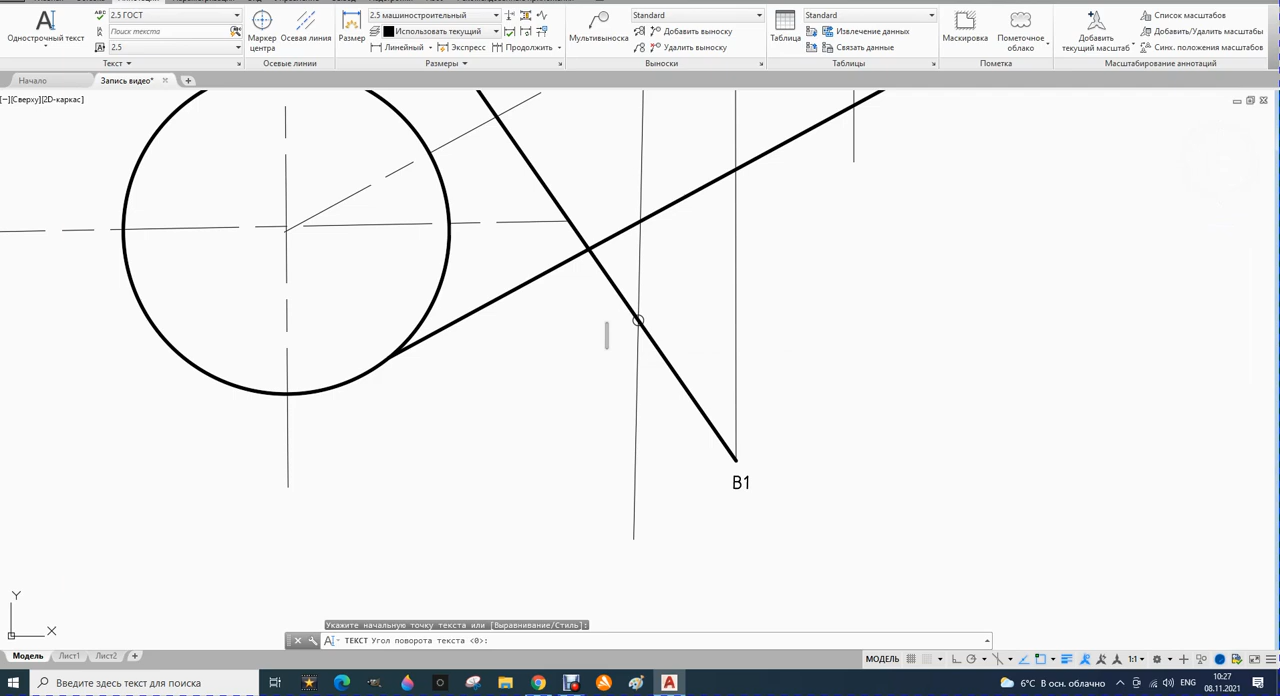 2.5 ГОСТ
2.5 машиностроительный
Standard
Standard
Список масштабов
Поиск текста
Использовать текущий
Добавить выноску
Извлечение данных
Добавить/Удалить масштабы
Однострочный текст
Маркер центра
Осевая линия
Размер
Мультивыноска
Таблица
Маскировка
Пометочное облако
Добавить текущий масштаб
2.5
Линейный
Экспресс
Продолжить
Удалить выноску
Связать данные
Синх. положения масштаба
Текст
Осевые линии
Размеры
Выноски
Таблицы
Пометка
Масштабирование аннотаций
Начало
Запись видео*
[−][Сверху][2D-каркас]
B1
Y
X
Укажите начальную точку текста или [Выравнивание/Стиль]:
ТЕКСТ Угол поворота текста <0>:
Модель
Лист1
Лист2
МОДЕЛЬ
1:1
Введите здесь текст для поиска
6°C В осн. облачно
ENG
10:27
08.11.2021